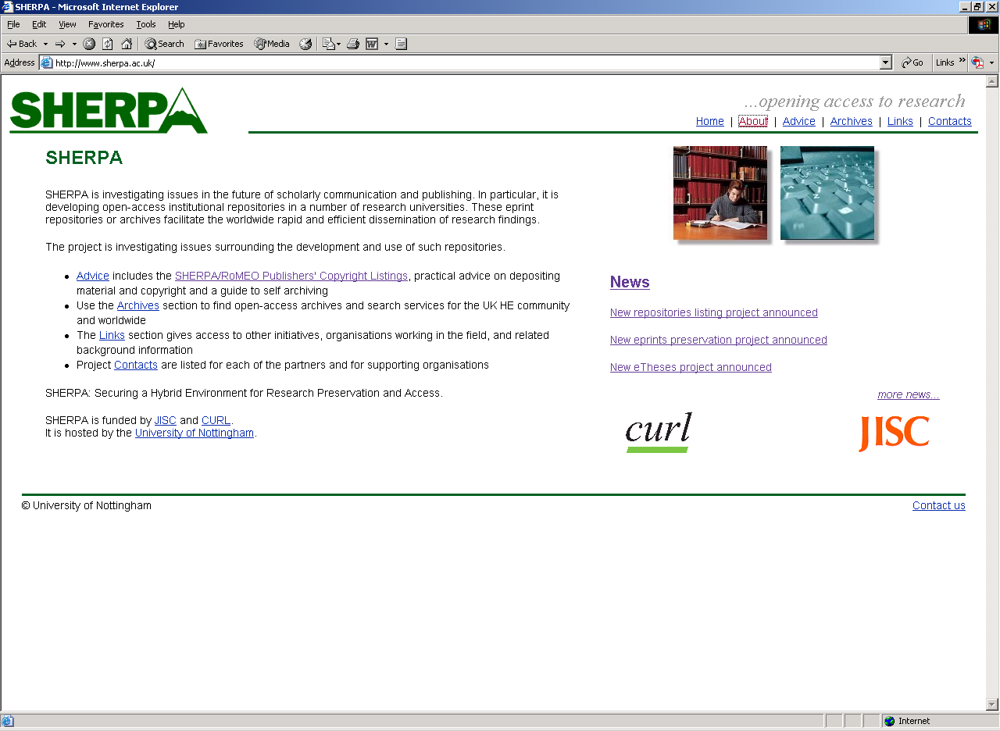 SHERPA - Microsoft Internet Explorer
File Edit View Favorites Tools Help
Back Search Favorites Media
Address http://www.sherpa.ac.uk/ Go Links »
SHERPA
...opening access to research
Home | About | Advice | Archives | Links | Contacts
SHERPA
SHERPA is investigating issues in the future of scholarly communication and publishing. In particular, it is
developing open-access institutional repositories in a number of research universities. These eprint
repositories or archives facilitate the worldwide rapid and efficient dissemination of research findings.
The project is investigating issues surrounding the development and use of such repositories.
• Advice includes the SHERPA/RoMEO Publishers' Copyright Listings, practical advice on depositing
material and copyright and a guide to self archiving
• Use the Archives section to find open-access archives and search services for the UK HE community
and worldwide
• The Links section gives access to other initiatives, organisations working in the field, and related
background information
• Project Contacts are listed for each of the partners and for supporting organisations
SHERPA: Securing a Hybrid Environment for Research Preservation and Access.
SHERPA is funded by JISC and CURL.
It is hosted by the University of Nottingham.
News
New repositories listing project announced
New eprints preservation project announced
New eTheses project announced
more news...
curl
JISC
© University of Nottingham
Contact us
Internet